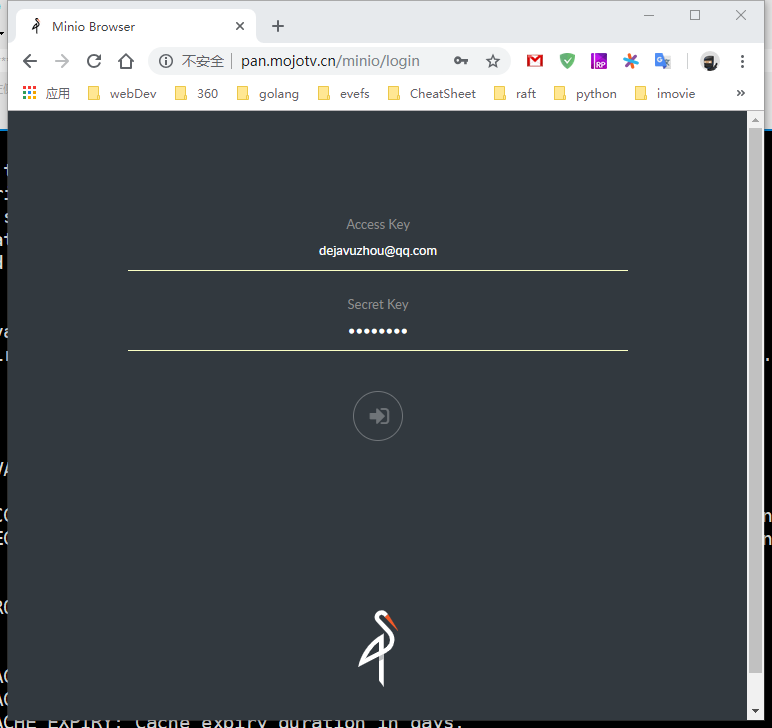 Minio Browser
不安全 pan.mojotv.cn/minio/login
应用 webDev 360 golang evefs CheatSheet raft python imovie »
Access Key
dejavuzhou@qq.com
Secret Key
••••••••
ACHE_EXPIRY: Cache expiry duration in days.